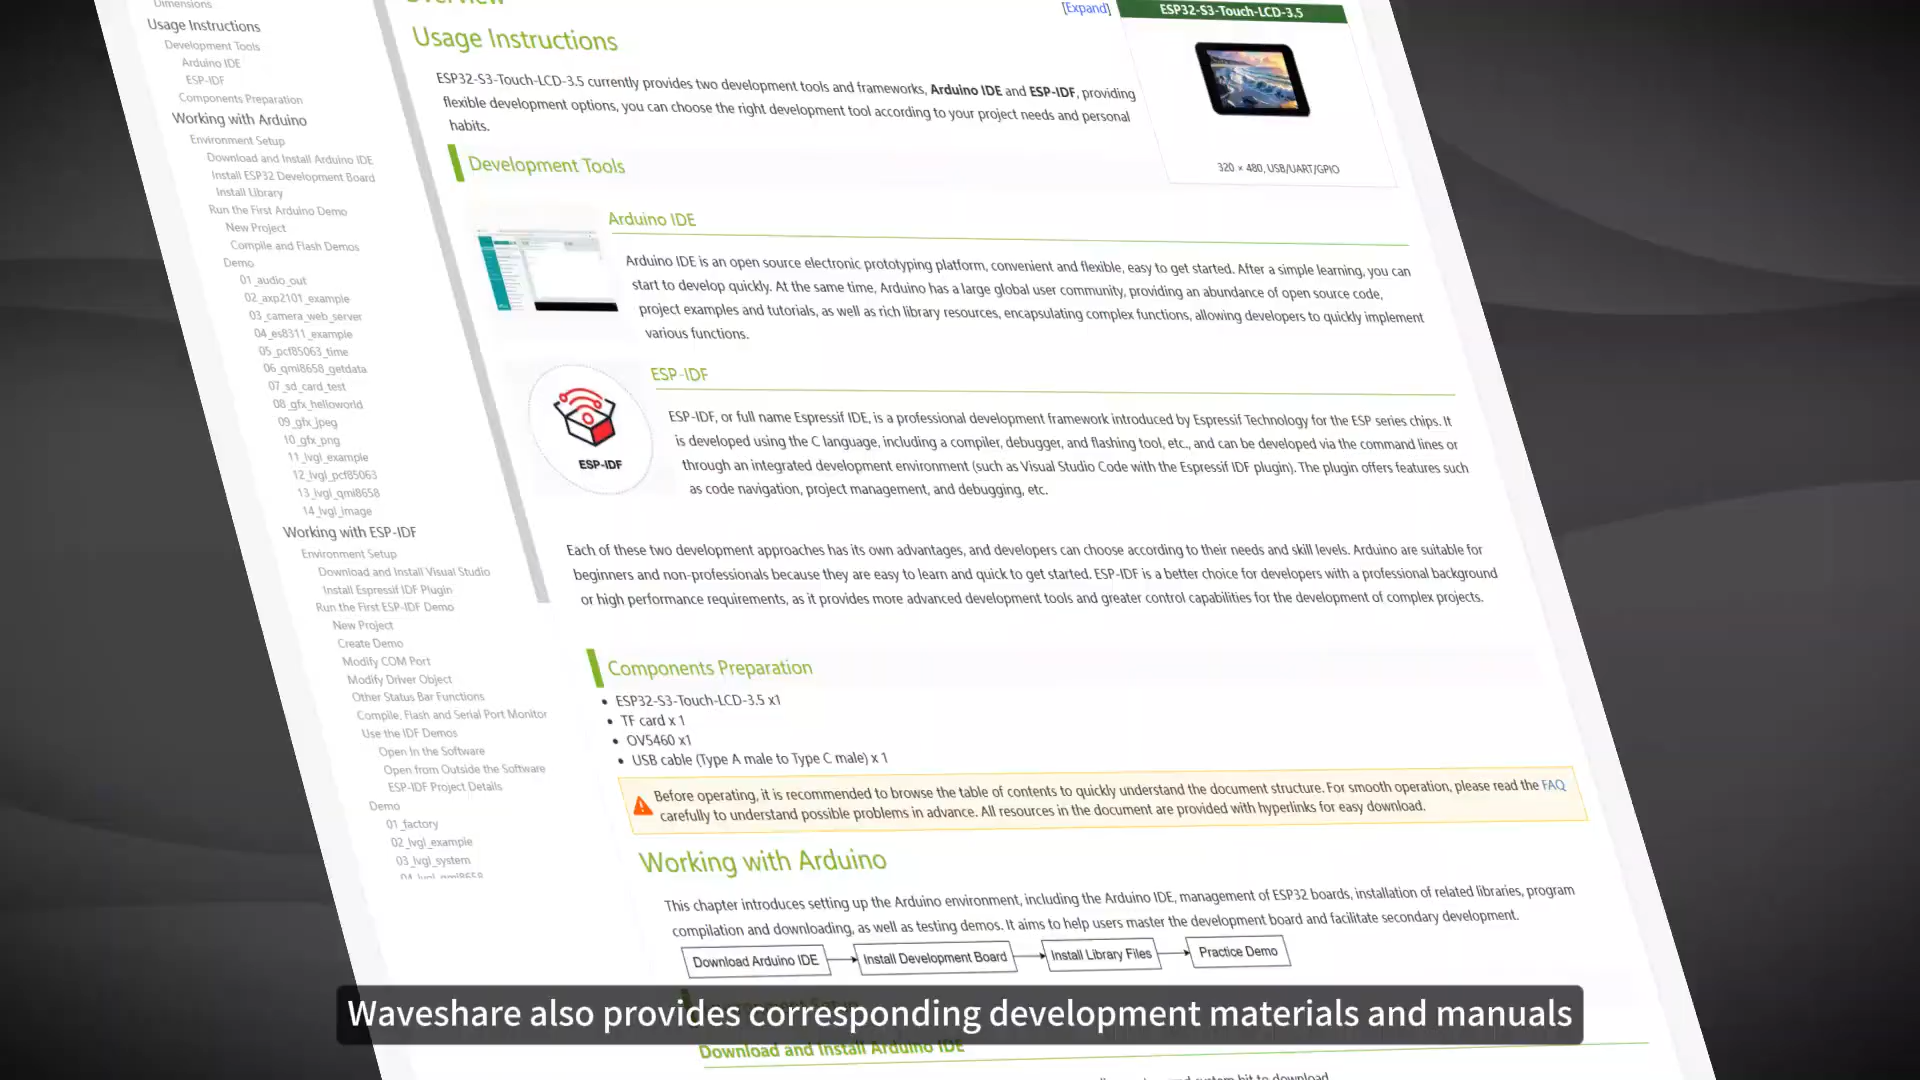 Dimensions
Usage Instructions
Development Tools
Arduino IDE
ESP-IDF
Components Preparation
Working with Arduino
Environment Setup
Download and Install Arduino IDE
Install ESP32 Development Board
Install Library
Run the First Arduino Demo
New Project
Compile and Flash Demos
Demo
01_audio_out
02_axp2101_example
03_camera_web_server
04_es8311_example
05_pcf85063_time
06_qmi8658_getdata
07_sd_card_test
08_gfx_helloworld
09_gfx_jpeg
10_gfx_png
11_lvgl_example
12_lvgl_pcf85063
13_lvgl_qmi8658
14_lvgl_image
Working with ESP-IDF
Environment Setup
Download and Install Visual Studio
Install Espressif IDF Plugin
Run the First ESP-IDF Demo
New Project
Create Demo
Modify COM Port
Modify Driver Object
Other Status Bar Functions
Compile, Flash and Serial Port Monitor
Use the IDF Demos
Open In the Software
Open from Outside the Software
ESP-IDF Project Details
Demo
01_factory
02_lvgl_example
03_lvgl_system
04_lvgl_qmi8658
Overview
[Expand]
ESP32-S3-Touch-LCD-3.5
320 × 480, USB/UART/GPIO
Usage Instructions
ESP32-S3-Touch-LCD-3.5 currently provides two development tools and frameworks, Arduino IDE and ESP-IDF, providing
flexible development options, you can choose the right development tool according to your project needs and personal
habits.
Development Tools
Arduino IDE
Arduino IDE is an open source electronic prototyping platform, convenient and flexible, easy to get started. After a simple learning, you can
start to develop quickly. At the same time, Arduino has a large global user community, providing an abundance of open source code,
project examples and tutorials, as well as rich library resources, encapsulating complex functions, allowing developers to quickly implement
various functions.
ESP-IDF
ESP-IDF
ESP-IDF, or full name Espressif IDE, is a professional development framework introduced by Espressif Technology for the ESP series chips. It
is developed using the C language, including a compiler, debugger, and flashing tool, etc., and can be developed via the command lines or
through an integrated development environment (such as Visual Studio Code with the Espressif IDF plugin). The plugin offers features such
as code navigation, project management, and debugging, etc.
Each of these two development approaches has its own advantages, and developers can choose according to their needs and skill levels. Arduino are suitable for
beginners and non-professionals because they are easy to learn and quick to get started. ESP-IDF is a better choice for developers with a professional background
or high performance requirements, as it provides more advanced development tools and greater control capabilities for the development of complex projects.
Components Preparation
• ESP32-S3-Touch-LCD-3.5 x1
• TF card x 1
• OV5460 x1
• USB cable (Type A male to Type C male) x 1
Before operating, it is recommended to browse the table of contents to quickly understand the document structure. For smooth operation, please read the FAQ
carefully to understand possible problems in advance. All resources in the document are provided with hyperlinks for easy download.
Working with Arduino
This chapter introduces setting up the Arduino environment, including the Arduino IDE, management of ESP32 boards, installation of related libraries, program
compilation and downloading, as well as testing demos. It aims to help users master the development board and facilitate secondary development.
Download Arduino IDE
Install Development Board
Install Library Files
Practice Demo
Waveshare also provides corresponding development materials and manuals
Download and Install Arduino IDE